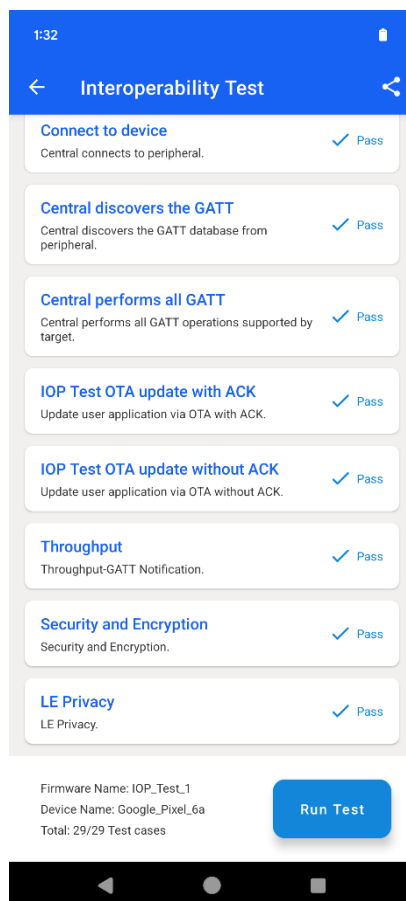 1:32
Interoperability Test
Connect to device
Central connects to peripheral.
Pass
Central discovers the GATT
Central discovers the GATT database from
peripheral.
Pass
Central performs all GATT
Central performs all GATT operations supported by
target.
Pass
IOP Test OTA update with ACK
Update user application via OTA with ACK.
Pass
IOP Test OTA update without ACK
Update user application via OTA without ACK.
Pass
Throughput
Throughput-GATT Notification.
Pass
Security and Encryption
Security and Encryption.
Pass
LE Privacy
LE Privacy.
Pass
Firmware Name: IOP_Test_1
Device Name: Google_Pixel_6a
Total: 29/29 Test cases
Run Test